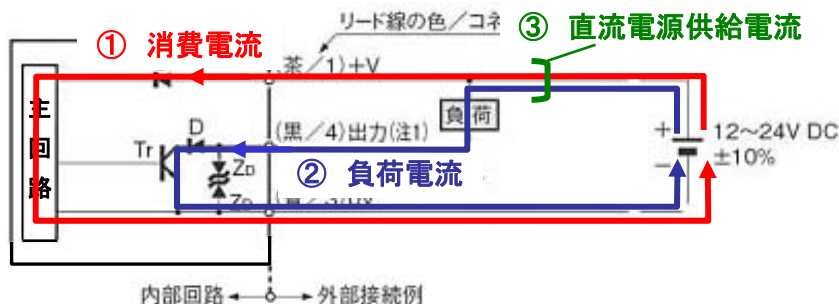 リード線の色／コネ
① 消費電流
③ 直流電源供給電流
(茶／1)+V
主回路
負荷
D
(黒／4)出力(注1)
Tr
ZD
+
−
12～24V DC
±10%
② 負荷電流
内部回路
外部接続例